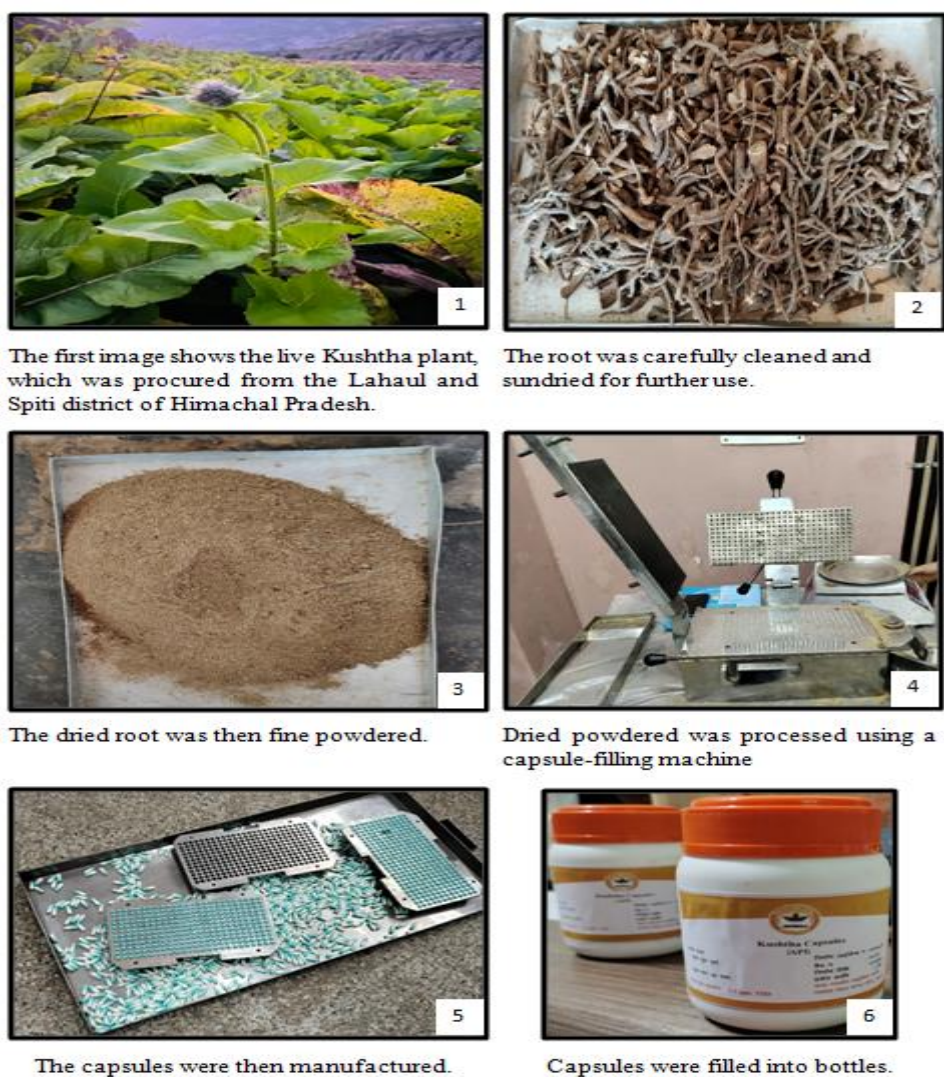 1
2
The first image shows the live Kushtha plant,
which was procured from the Lahaul and
Spiti district of Himachal Pradesh.
The root was carefully cleaned and
sundried for further use.
3
4
The dried root was then fine powdered.
Dried powdered was processed using a
capsule-filling machine
5
Kushtha Capsules
(API)
6
The capsules were then manufactured.
Capsules were filled into bottles.